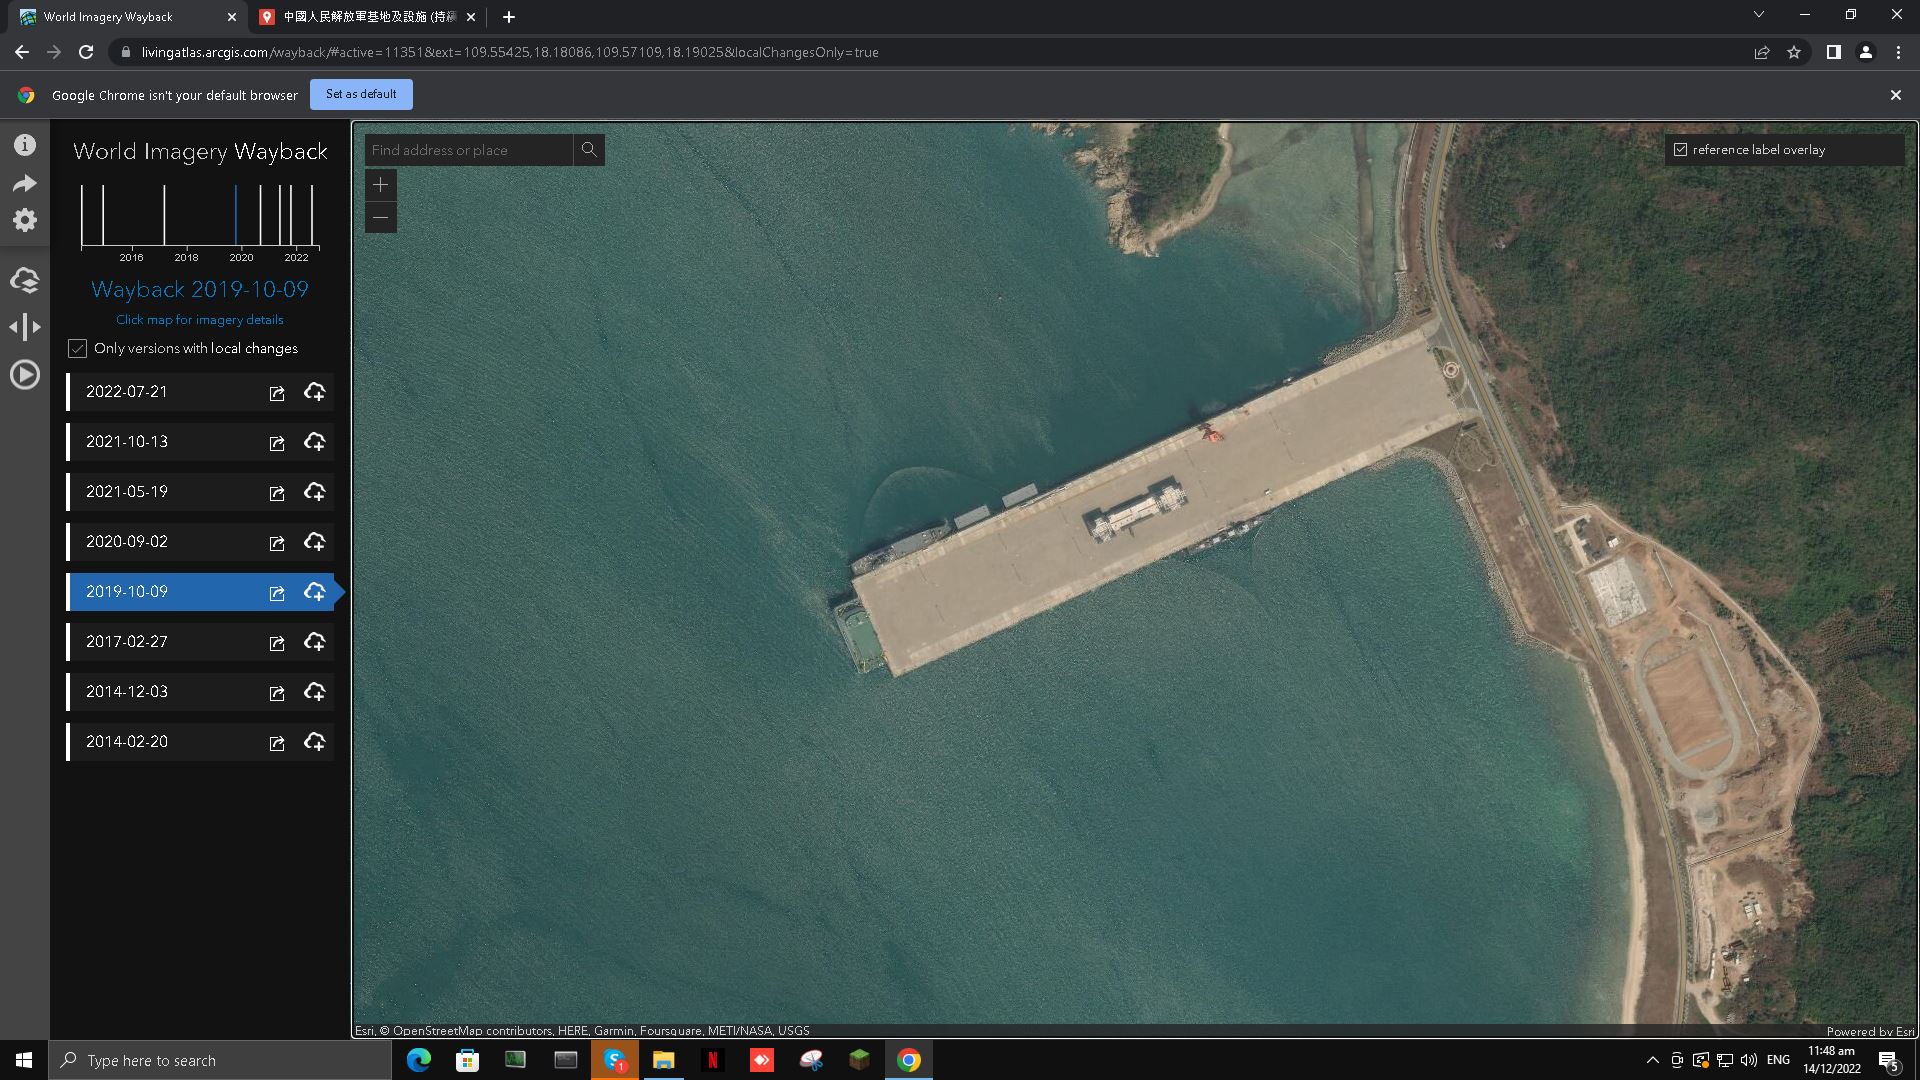 World Imagery Wayback
中國人民解放軍基地及設施 (持續
livingatlas.arcgis.com/wayback/#active=11351&ext=109.55425,18.18086,109.57109,18.19025&localChangesOnly=true
Google Chrome isn't your default browser
Set as default
World Imagery Wayback
2016 2018 2020 2022
Wayback 2019-10-09
Click map for imagery details
Only versions with local changes
2022-07-21
2021-10-13
2021-05-19
2020-09-02
2019-10-09
2017-02-27
2014-12-03
2014-02-20
Find address or place
reference label overlay
Esri, © OpenStreetMap contributors, HERE, Garmin, Foursquare, METI/NASA, USGS
Powered by Esri
Type here to search
1
ENG
11:48 am
14/12/2022
5